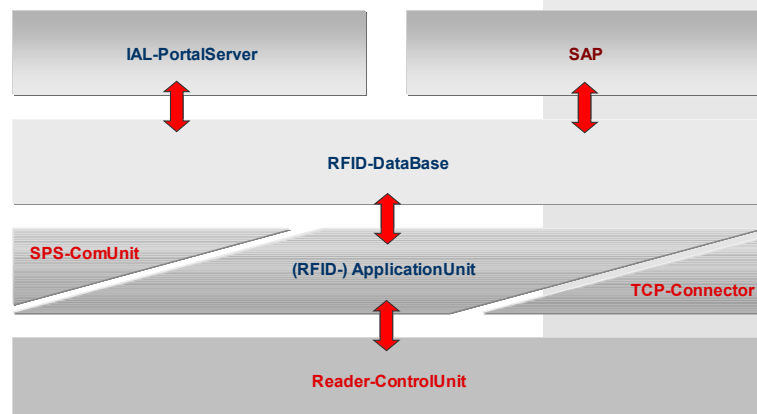 IAL-PortalServer
SAP
RFID-DataBase
SPS-ComUnit
(RFID-) ApplicationUnit
TCP-Connector
Reader-ControlUnit